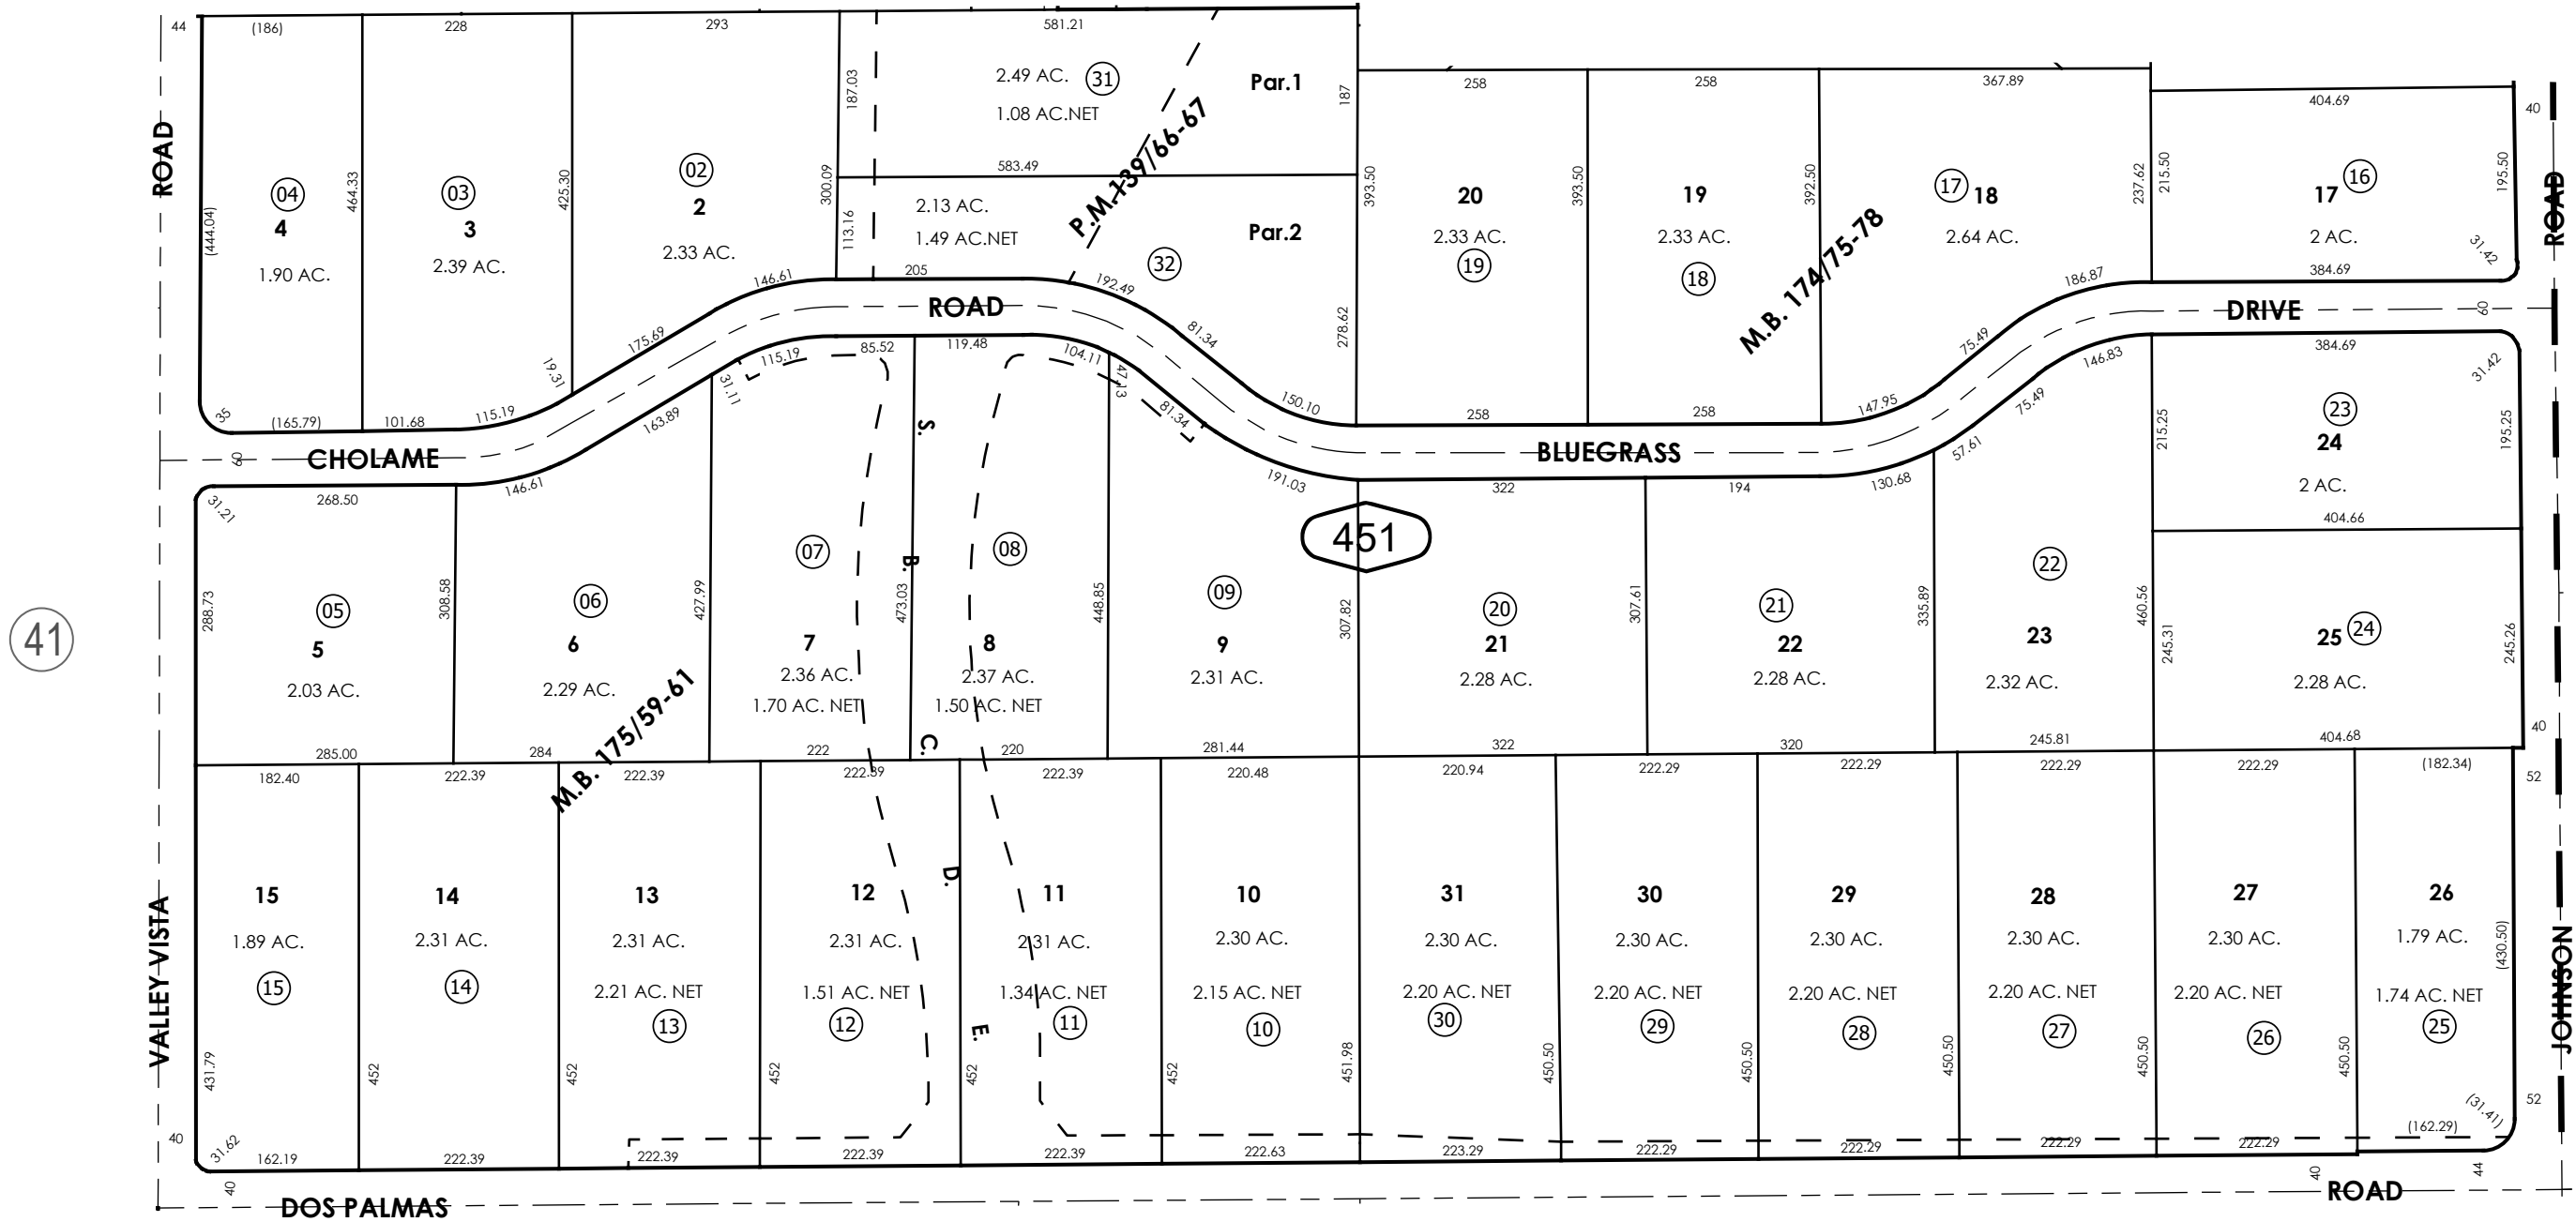 44 (186) 228 293 581.21
258 258 367.89 404.69 40
ROAD 187.03 2.49 AC. 31 Par.1 187
1.08 AC.NET
P.M.139/66-67
583.49
04 03 02
4 3 2
1.90 AC. 2.39 AC. 2.33 AC.
(444.04) 464.33 425.30 300.09 113.16
2.13 AC.
1.49 AC.NET
Par.2
32
393.50 20 2.33 AC. 19
393.50 19 2.33 AC. 18
392.50 17 18 2.64 AC.
M.B. 174/75-78
237.62 215.50 17 16 2 AC. 195.50 31.42 ROAD
35 (165.79) 101.68 115.19 19.31 175.69 146.61 205 192.49 81.34 278.62 150.10
258 258 147.95 75.49 186.87 384.69
60 CHOLAME ROAD BLUEGRASS DRIVE 60
31.21 268.50 146.61 163.89 31.11 115.19 85.52 119.48 104.11 47.13 81.34 191.03
322 194 130.68 57.61 75.49 146.83 384.69 31.42
215.25 23 24 2 AC. 195.25
404.66
451
41
288.73 05 5 2.03 AC. 285.00
308.58 06 6 2.29 AC. 284
M.B. 175/59-61
427.99 07 7 2.36 AC. 1.70 AC. NET 222
473.03 08 8 2.37 AC. 1.50 AC. NET 220
S. B. C. D. E.
448.85 09 9 2.31 AC. 281.44
307.82 20 21 2.28 AC. 322
307.61 21 22 2.28 AC. 320
335.89 22 23 2.32 AC. 245.81
460.56 245.31 25 24 2.28 AC. 245.26 404.68 40
182.40 222.39 222.39 222.39 222.39 220.48 220.94 222.29 222.29 222.29 222.29 (182.34) 52
VALLEY VISTA
15 14 13 12 11 10 31 30 29 28 27 26
1.89 AC. 2.31 AC. 2.31 AC. 2.31 AC. 2.31 AC. 2.30 AC. 2.30 AC. 2.30 AC. 2.30 AC. 2.30 AC. 2.30 AC. 1.79 AC.
(430.50)
JOHNSON
2.21 AC. NET 1.51 AC. NET 1.34 AC. NET 2.15 AC. NET 2.20 AC. NET 2.20 AC. NET 2.20 AC. NET 2.20 AC. NET 2.20 AC. NET 1.74 AC. NET
15 14 13 12 11 10 30 29 28 27 26 25
431.79 452 452 452 452 452 451.98 450.50 450.50 450.50 450.50 450.50
40 31.62 (31.41) 52
162.19 222.39 222.39 222.39 222.39 222.63 223.29 222.29 222.29 222.29 222.29 (162.29)
40 40 44
DOS PALMAS ROAD